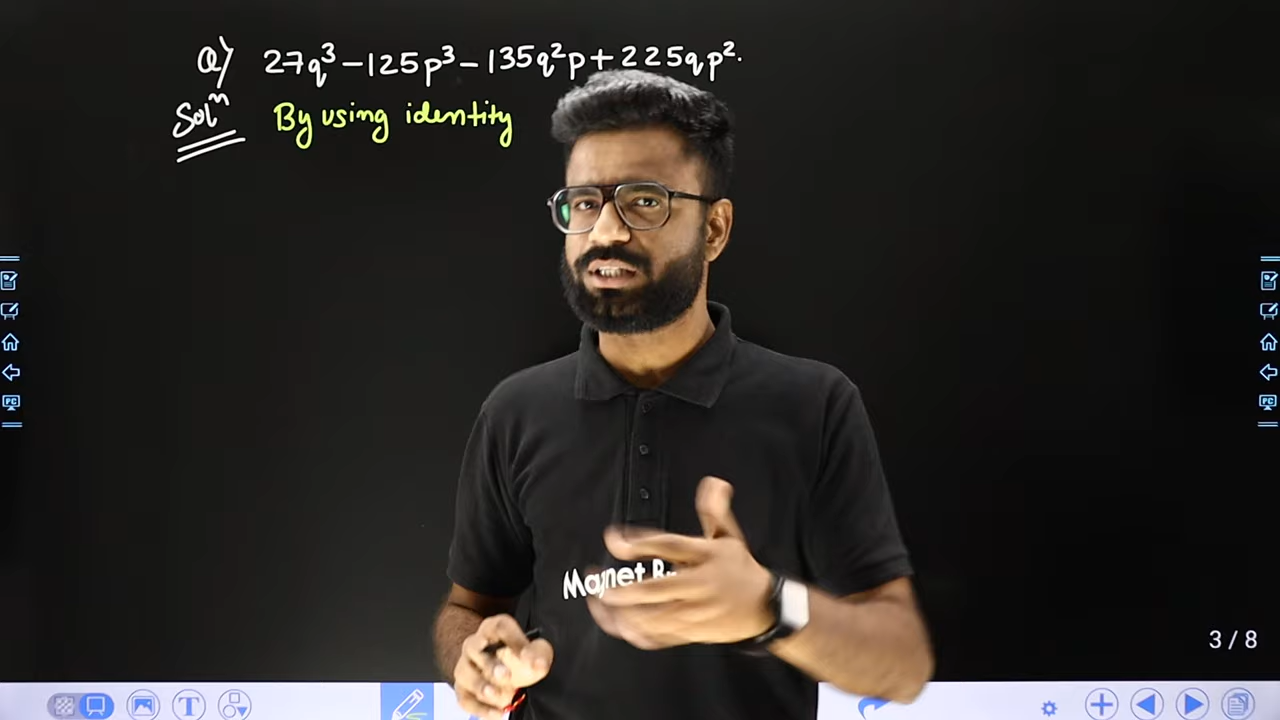 Q) 27q³ – 125p³ – 135q²p + 225qp².
Solⁿ By using identity
Magnet
3 / 8